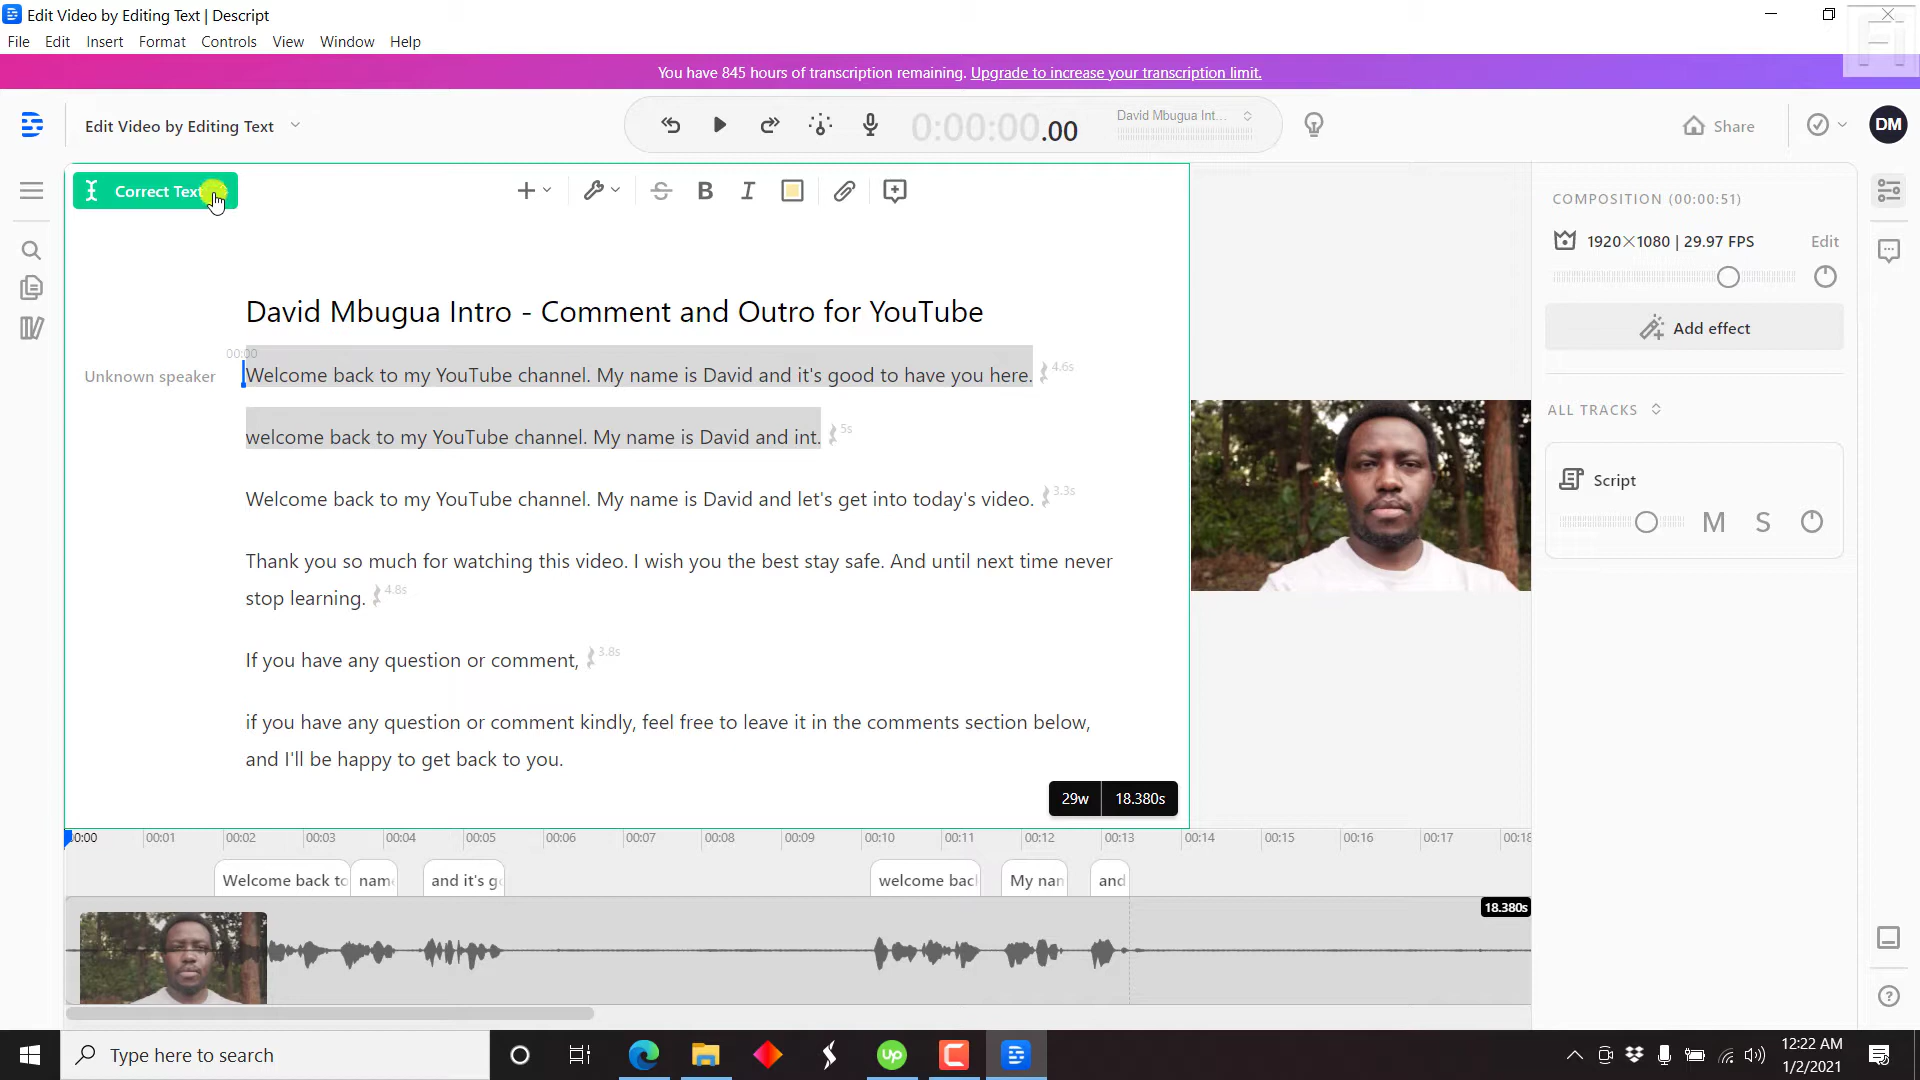 Edit Video by Editing Text | Descript
File Edit Insert Format Controls View Window Help
You have 845 hours of transcription remaining. Upgrade to increase your transcription limit.
Edit Video by Editing Text
0:00:00.00
David Mbugua Int...
Share
DM
Correct Text
David Mbugua Intro - Comment and Outro for YouTube
00:00
Unknown speaker
Welcome back to my YouTube channel. My name is David and it's good to have you here. 4.6s
welcome back to my YouTube channel. My name is David and int. 5s
Welcome back to my YouTube channel. My name is David and let's get into today's video. 3.3s
Thank you so much for watching this video. I wish you the best stay safe. And until next time never
stop learning. 4.8s
If you have any question or comment, 3.8s
if you have any question or comment kindly, feel free to leave it in the comments section below,
and I'll be happy to get back to you.
29w 18.380s
COMPOSITION (00:00:51)
1920×1080 | 29.97 FPS Edit
Add effect
ALL TRACKS
Script
M S
00:00 00:01 00:02 00:03 00:04 00:05 00:06 00:07 00:08 00:09 00:10 00:11 00:12 00:13 00:14 00:15 00:16 00:17 00:18
Welcome back to name and it's go welcome back My nam and
18.380s
Type here to search
up
12:22 AM
1/2/2021